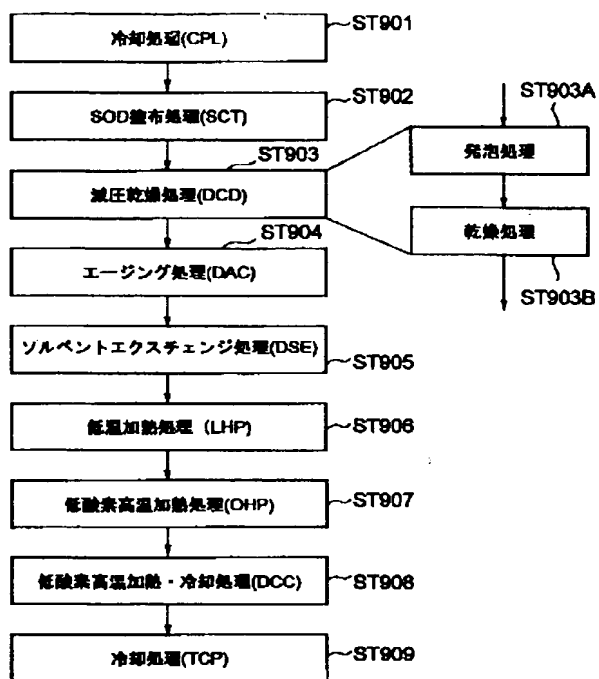 冷却処理(CPL)
ST901
SOD塗布処理(SCT)
ST902
減圧乾燥処理(DCD)
ST903
発泡処理
ST903A
乾燥処理
ST903B
エージング処理(DAC)
ST904
ソルベントエクスチェンジ処理(DSE)
ST905
低温加熱処理 (LHP)
ST906
低酸素高温加熱処理(OHP)
ST907
低酸素高温加熱・冷却処理(DCC)
ST908
冷却処理(TCP)
ST909